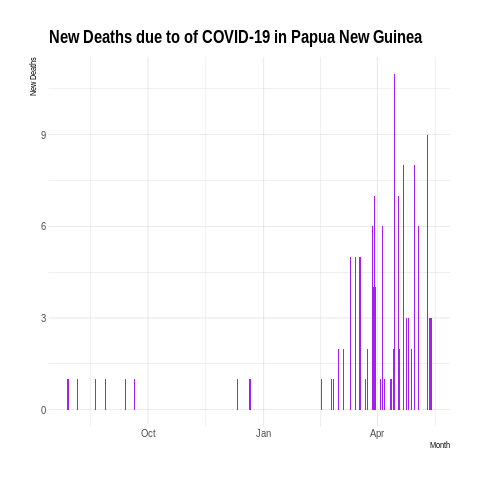 New Deaths due to of COVID-19 in Papua New Guinea
New Deaths
9
6
3
0
Oct
Jan
Apr
Month